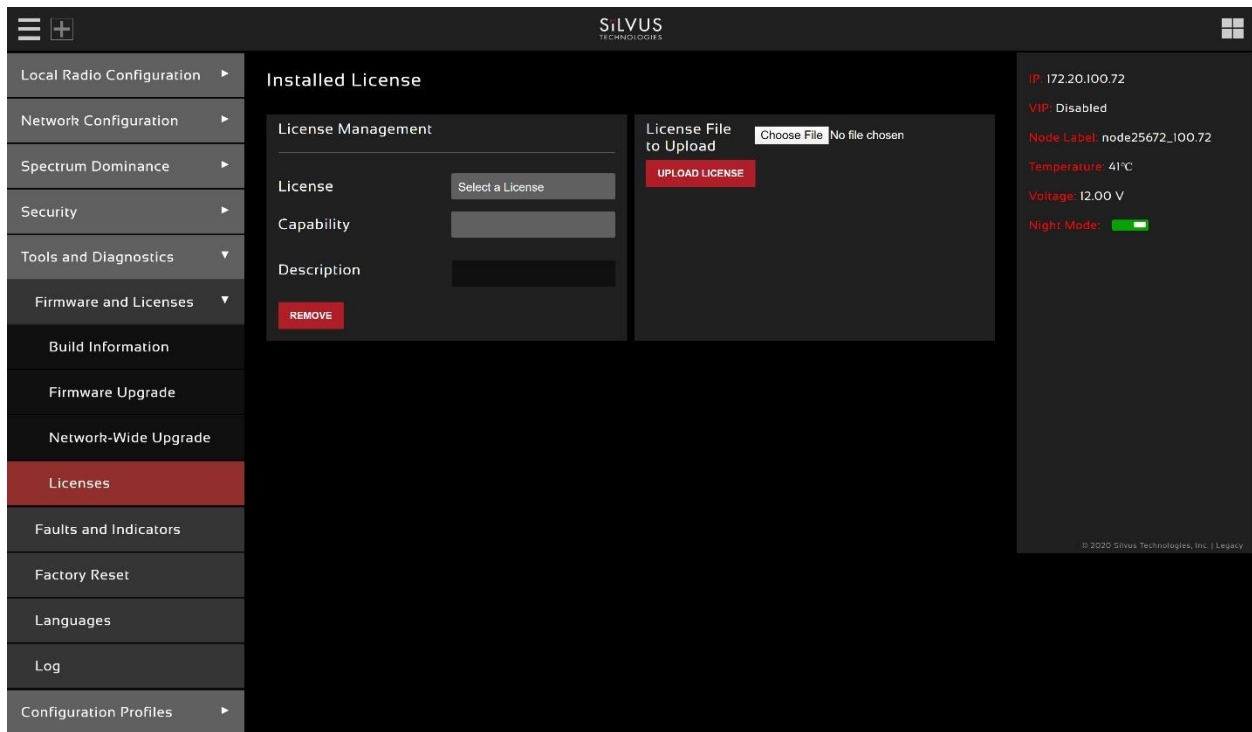 SiLVUS
TECHNOLOGIES
Local Radio Configuration
Network Configuration
Spectrum Dominance
Security
Tools and Diagnostics
Firmware and Licenses
Build Information
Firmware Upgrade
Network-Wide Upgrade
Licenses
Faults and Indicators
Factory Reset
Languages
Log
Configuration Profiles
Installed License
License Management
License Select a License
Capability
Description
REMOVE
License File
to Upload
Choose File No file chosen
UPLOAD LICENSE
IP: 172.20.100.72
VIP: Disabled
Node Label: node25672_100.72
Temperature: 41°C
Voltage: 12.00 V
Night Mode:
© 2020 Silvus Technologies, Inc. | Legacy